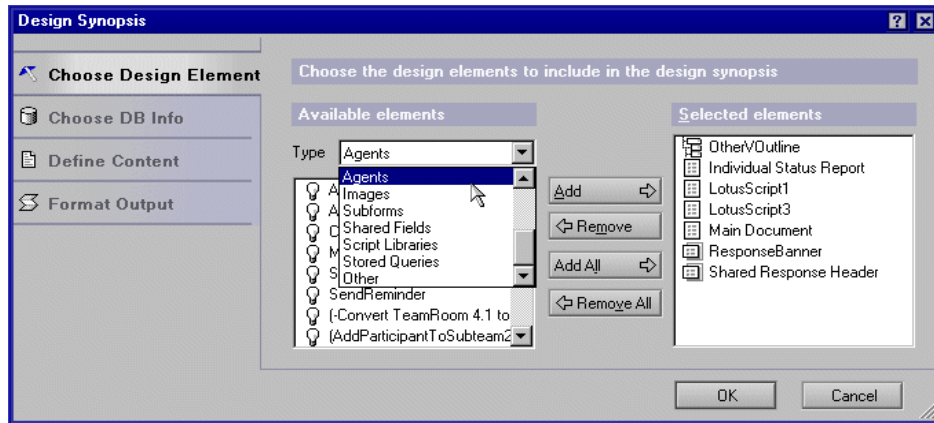 Design Synopsis
Choose Design Element
Choose DB Info
Define Content
Format Output
Choose the design elements to include in the design synopsis
Available elements
Type Agents
Agents
Images
Subforms
Shared Fields
Script Libraries
Stored Queries
Other
A
A
C
M
S
SendReminder
(-Convert TeamRoom 4.1 to
(AddParticipantToSubteam2
Add
Remove
Add All
Remove All
Selected elements
OtherVOutline
Individual Status Report
LotusScript1
LotusScript3
Main Document
ResponseBanner
Shared Response Header
OK
Cancel